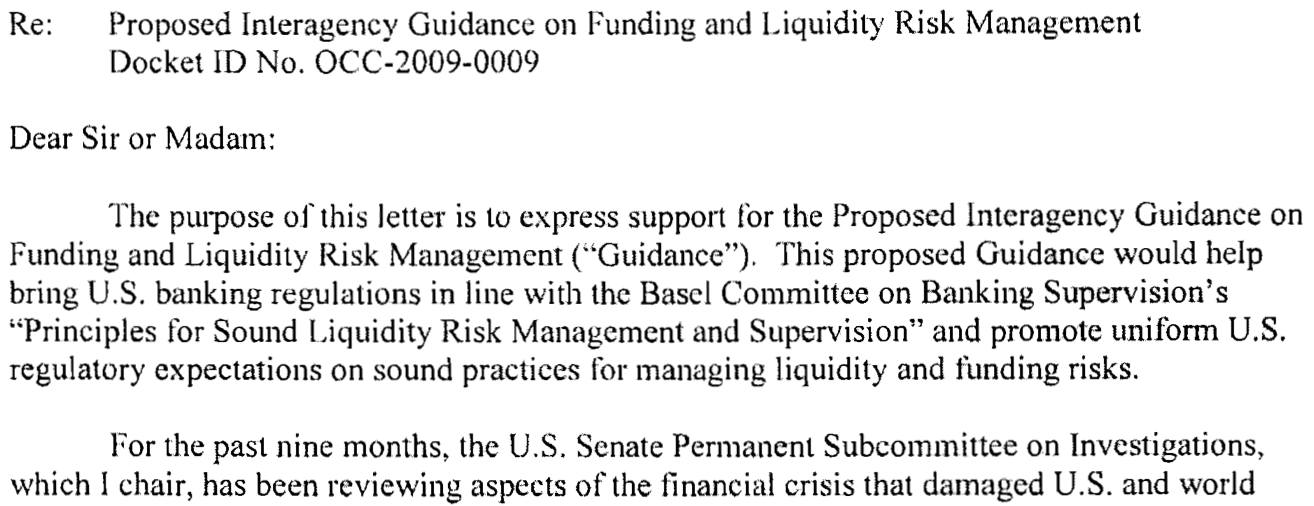 Re: Proposed Interagency Guidance on Funding and Liquidity Risk Management
Docket ID No. OCC-2009-0009
Dear Sir or Madam:
The purpose of this letter is to express support for the Proposed Interagency Guidance on
Funding and Liquidity Risk Management (“Guidance”). This proposed Guidance would help
bring U.S. banking regulations in line with the Basel Committee on Banking Supervision’s
“Principles for Sound Liquidity Risk Management and Supervision” and promote uniform U.S.
regulatory expectations on sound practices for managing liquidity and funding risks.
For the past nine months, the U.S. Senate Permanent Subcommittee on Investigations,
which I chair, has been reviewing aspects of the financial crisis that damaged U.S. and world